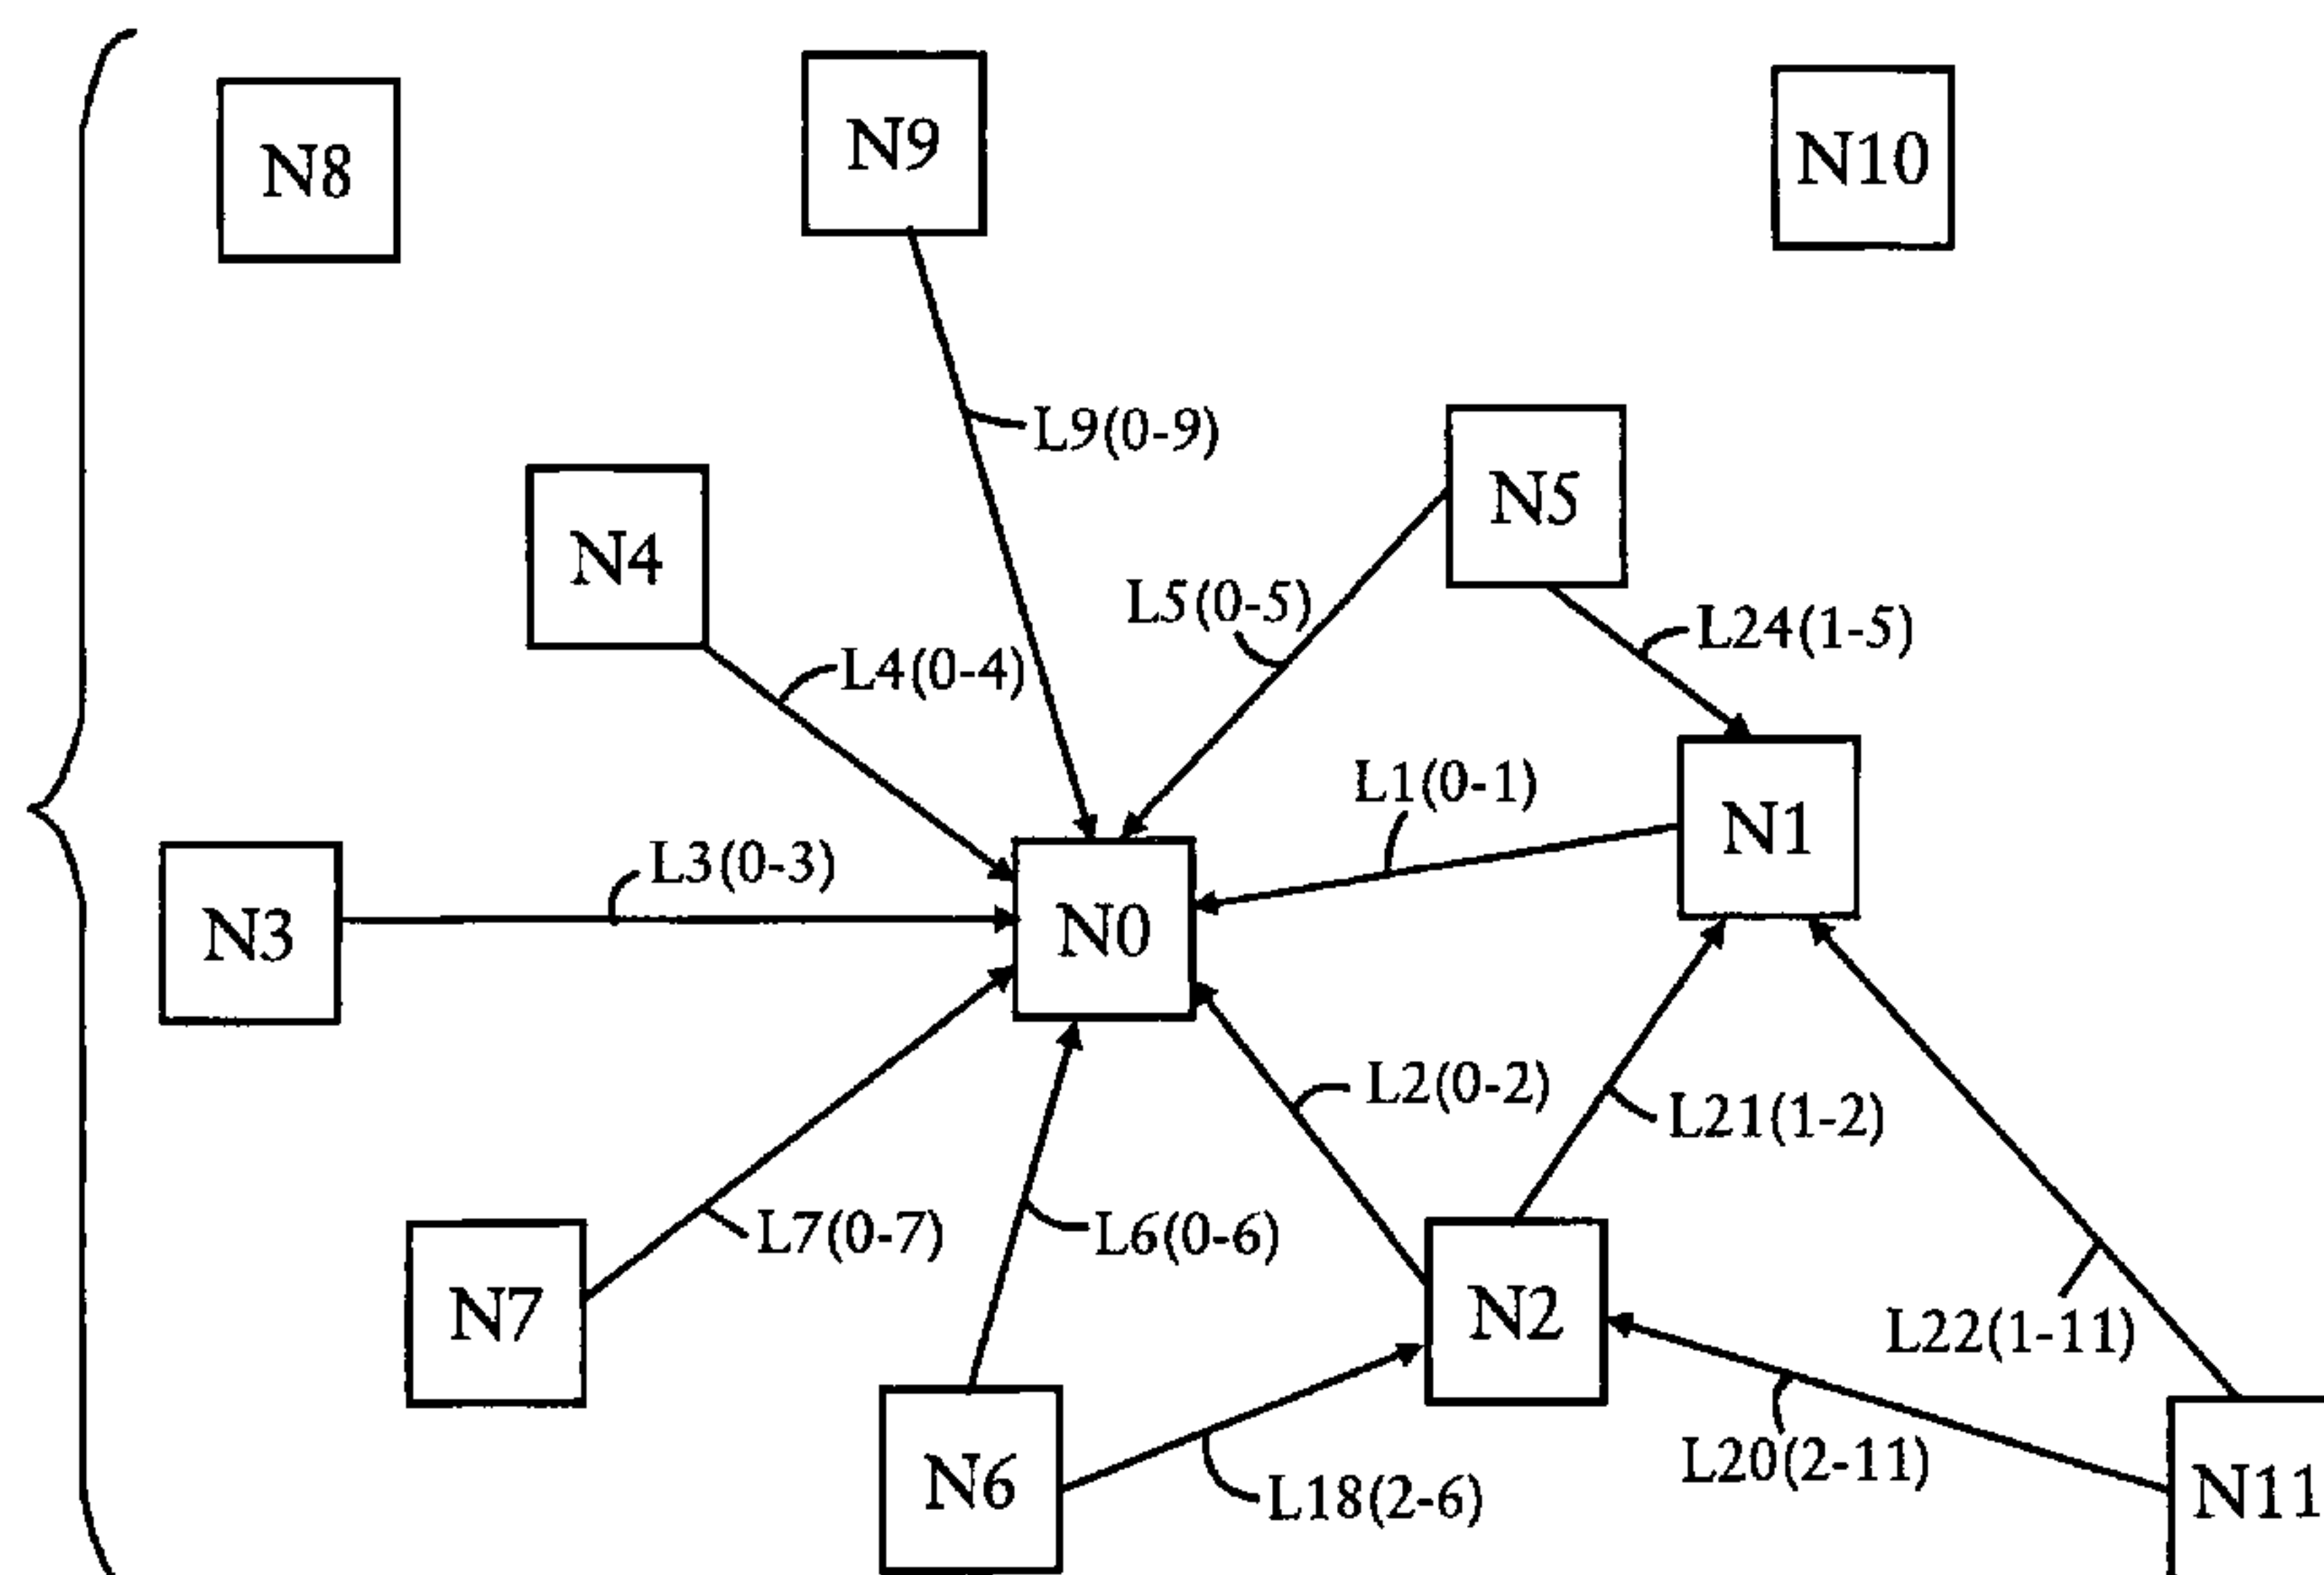 N9
N10
N8
L9(0-9)
N5
N4
L5(0-5)
L24(1-5)
L4(0-4)
L1(0-1)
N1
L3(0-3)
N3
N0
L2(0-2)
L21(1-2)
L7(0-7)
L6(0-6)
N7
N2
L22(1-11)
L20(2-11)
N6
L18(2-6)
N11